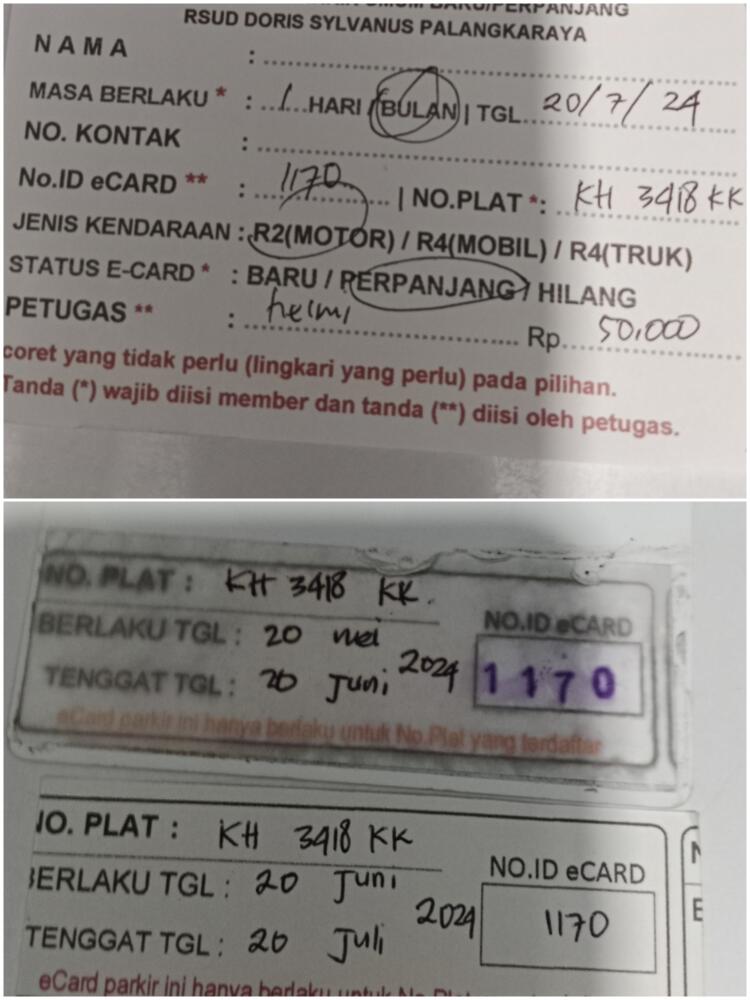 UMUM BARU/PERPANJANG
RSUD DORIS SYLVANUS PALANGKARAYA
NAMA :
MASA BERLAKU * : 1 HARI / BULAN | TGL 20/7/24
NO. KONTAK :
No.ID eCARD ** : 1170 | NO.PLAT *: KH 3418 KK
JENIS KENDARAAN : R2(MOTOR) / R4(MOBIL) / R4(TRUK)
STATUS E-CARD * : BARU / PERPANJANG / HILANG
PETUGAS ** : helmi Rp. 50.000
coret yang tidak perlu (lingkari yang perlu) pada pilihan.
Tanda (*) wajib diisi member dan tanda (**) diisi oleh petugas.
NO. PLAT : KH 3418 KK.
BERLAKU TGL : 20 mei
NO.ID eCARD
TENGGAT TGL : 20 Juni 2024
1170
eCard parkir ini hanya berlaku untuk No.Plat yang terdaftar
NO. PLAT : KH 3418 KK
BERLAKU TGL : 20 Juni
NO.ID eCARD
TENGGAT TGL : 20 Juli 2024
1170
eCard parkir ini hanya berlaku untuk No.Plat